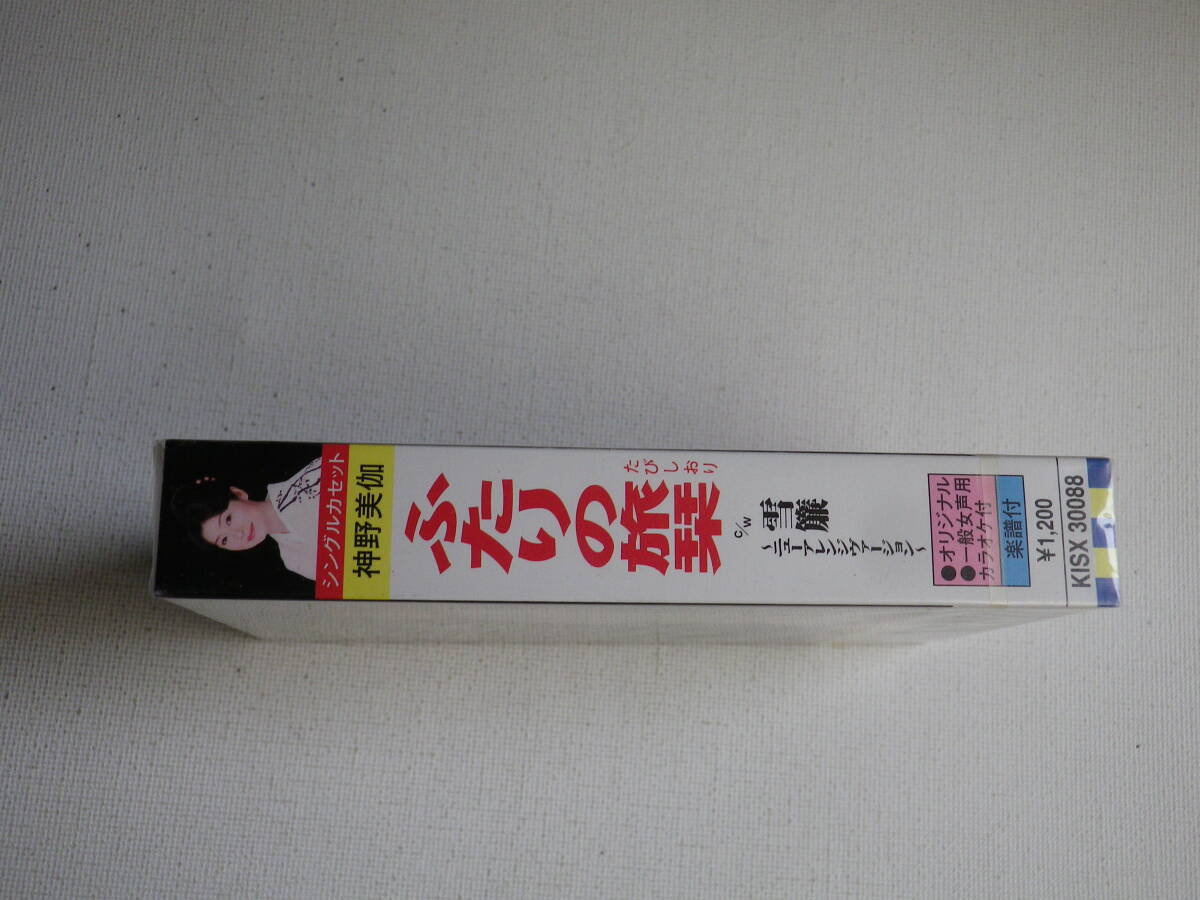 シングルカセット
神野美伽
ふたりの旅栞
たびしおり
c/w
雪簾
～ニューアレンジヴァージョン～
●オリジナル
●一般女声用
カラオケ付
楽譜付
¥1,200
KISX 30088